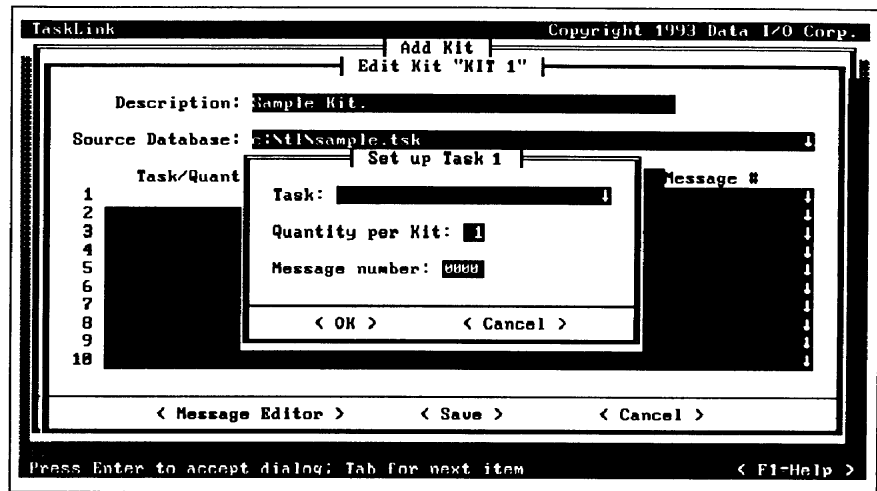 TaskLink Copyright 1993 Data I/O Corp.
Add Kit
Edit Kit "KIT 1"
Description: Sample Kit.
Source Database: c:\tl\sample.tsk ↓
Set up Task 1
Task/Quant Message #
Task: ↓
Quantity per Kit: 1
Message number: 0000
< OK > < Cancel >
1 ↓
2 ↓
3 ↓
4 ↓
5 ↓
6 ↓
7 ↓
8 ↓
9 ↓
10 ↓
< Message Editor > < Save > < Cancel >
Press Enter to accept dialog; Tab for next item < F1=Help >